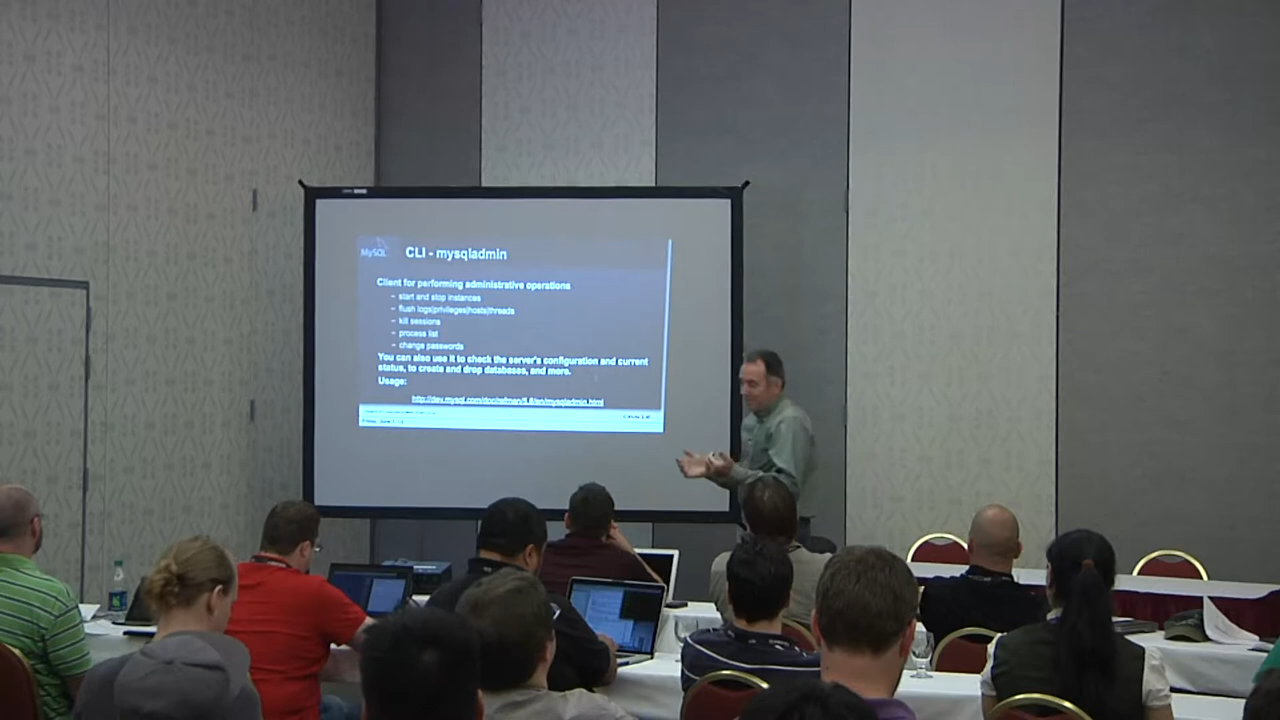 MySQL
CLI - mysqladmin
Client for performing administrative operations
– start and stop instances
– flush logs|privileges|hosts|threads
– kill sessions
– process list
– change passwords
You can also use it to check the server's configuration and current
status, to create and drop databases, and more.
Usage: